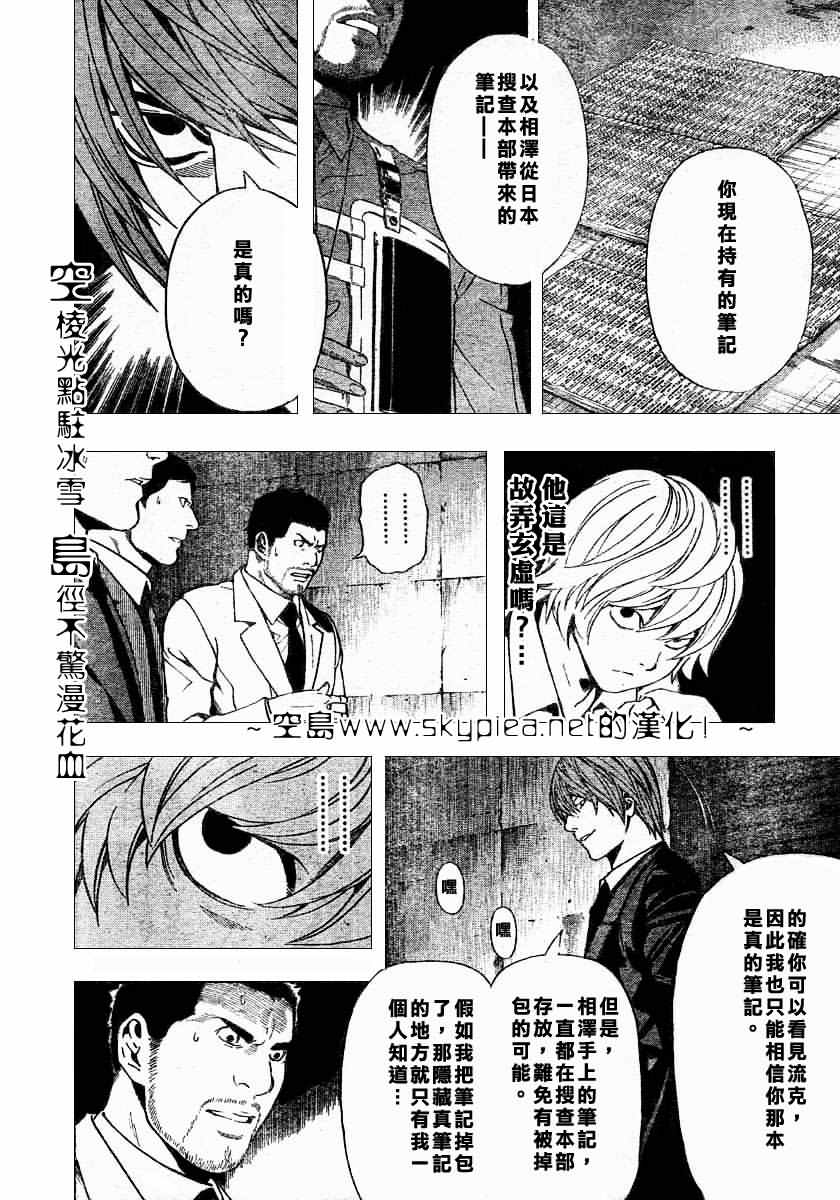 你現在持有的筆記
以及相澤從日本
搜查本部帶來的
筆記——
是真的嗎？
…………
…………
他這是
故弄玄虛嗎？…
………
………
～空島www.skypiea.net的漢化！～
空棱光點駐冰雪 島徑不驚漫花血
的確你可以看見流克，
因此我也只能相信你那本
是真的筆記。
嘿
嘿
但是，
相澤手上的筆記，
一直都在搜查本部
存放，難免有被掉
包的可能。
…………
…………
假如我把筆記掉包
了，那隱藏真筆記
的地方就只有我一
個人知道…